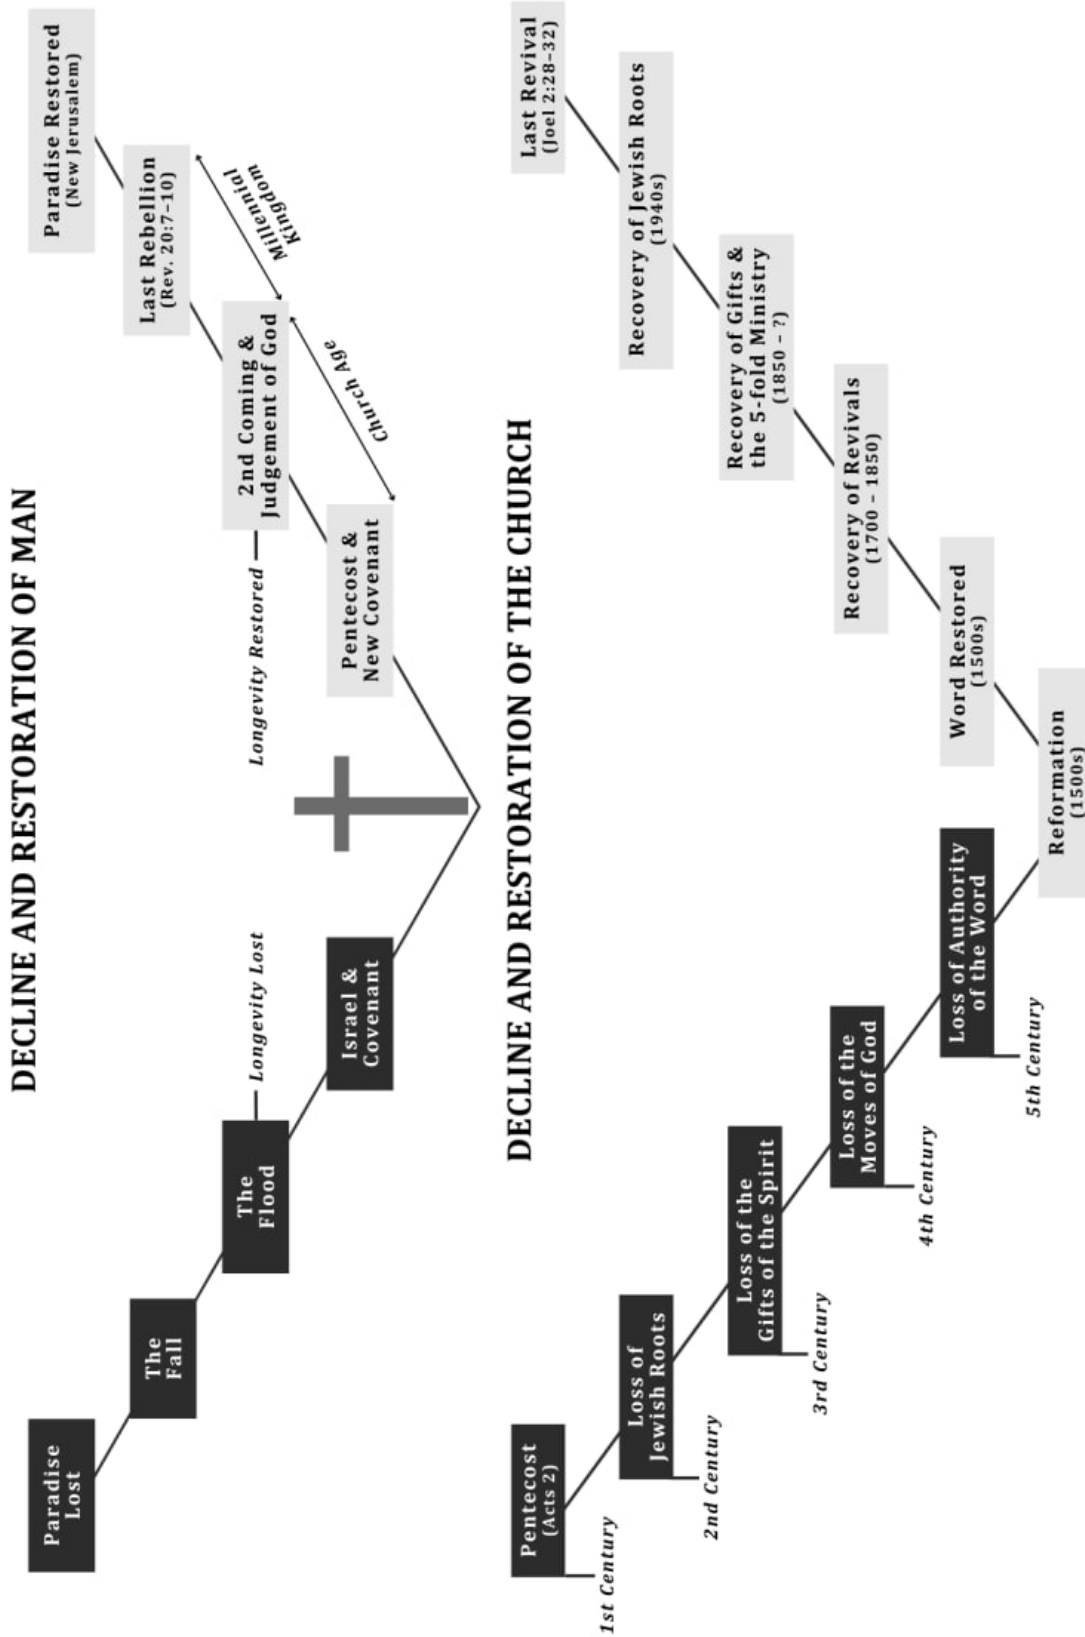 DECLINE AND RESTORATION OF MAN
Paradise
Lost
The
Fall
The
Flood
Longevity Lost
Israel &
Covenant
Pentecost &
New Covenant
Longevity Restored
2nd Coming &
Judgement of God
Church Age
Last Rebellion
(Rev. 20:7–10)
Millennial
Kingdom
Paradise Restored
(New Jerusalem)
DECLINE AND RESTORATION OF THE CHURCH
Pentecost
(Acts 2)
1st Century
Loss of
Jewish Roots
2nd Century
Loss of the
Gifts of the Spirit
3rd Century
Loss of the
Moves of God
4th Century
Loss of Authority
of the Word
5th Century
Reformation
(1500s)
Word Restored
(1500s)
Recovery of Revivals
(1700 – 1850)
Recovery of Gifts &
the 5-fold Ministry
(1850 – ?)
Recovery of Jewish Roots
(1940s)
Last Revival
(Joel 2:28–32)